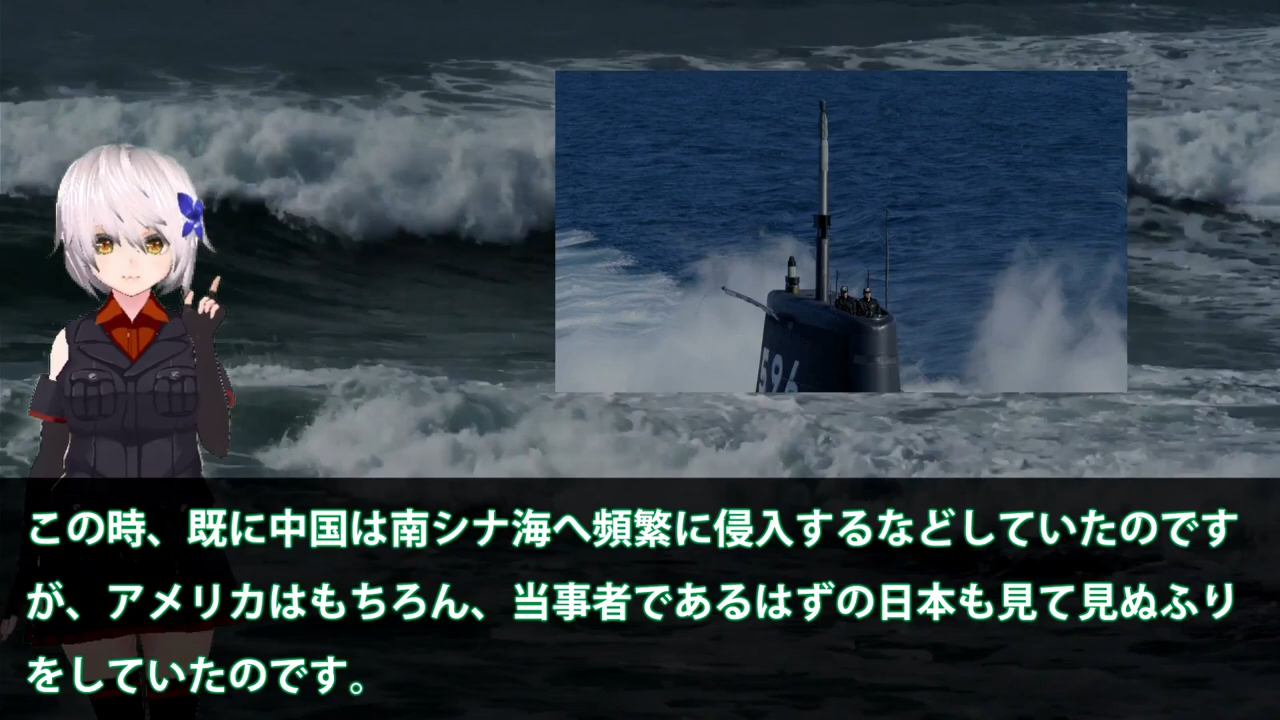 596
この時、既に中国は南シナ海へ頻繁に侵入するなどしていたのです
が、アメリカはもちろん、当事者であるはずの日本も見て見ぬふり
をしていたのです。